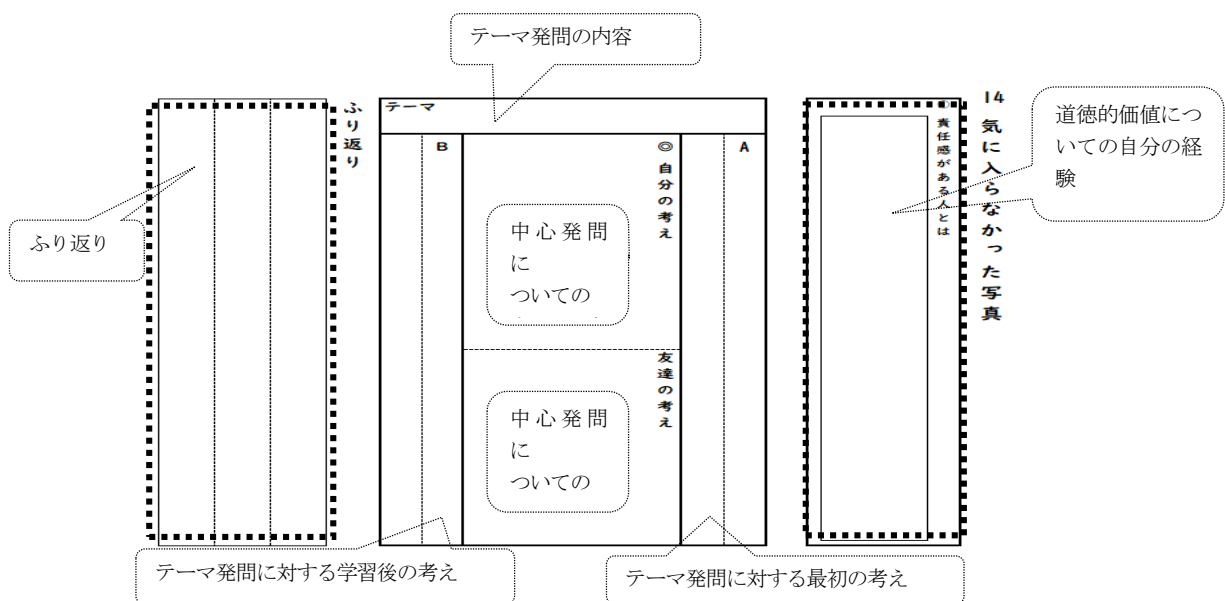 テーマ発問の内容
14 気に入らなかった写真
責任感がある人とは
道徳的価値につ
いての自分の経
験
テーマ
A
◎ 自分の考え
中心発問
に
ついての
友達の考え
中心発問
に
ついての
B
ふり返り
ふり返り
テーマ発問に対する学習後の考え
テーマ発問に対する最初の考え